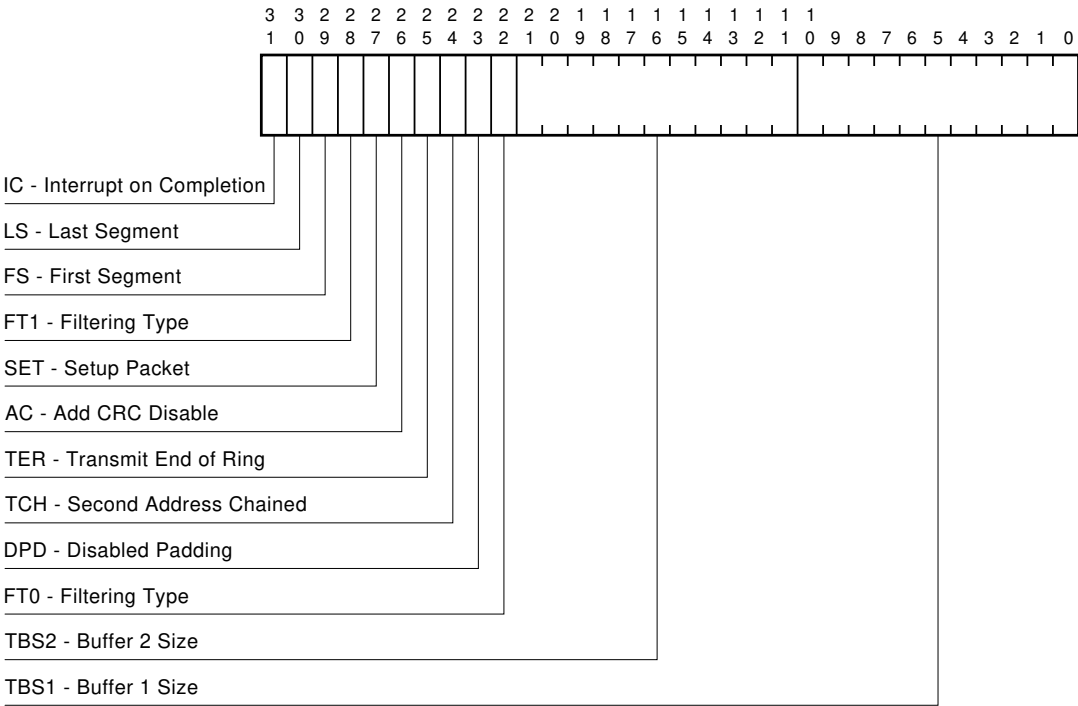 3 3 2 2 2 2 2 2 2 2 2 2 1 1 1 1 1 1 1 1 1 1
1 0 9 8 7 6 5 4 3 2 1 0 9 8 7 6 5 4 3 2 1 0 9 8 7 6 5 4 3 2 1 0
IC - Interrupt on Completion
LS - Last Segment
FS - First Segment
FT1 - Filtering Type
SET - Setup Packet
AC - Add CRC Disable
TER - Transmit End of Ring
TCH - Second Address Chained
DPD - Disabled Padding
FT0 - Filtering Type
TBS2 - Buffer 2 Size
TBS1 - Buffer 1 Size